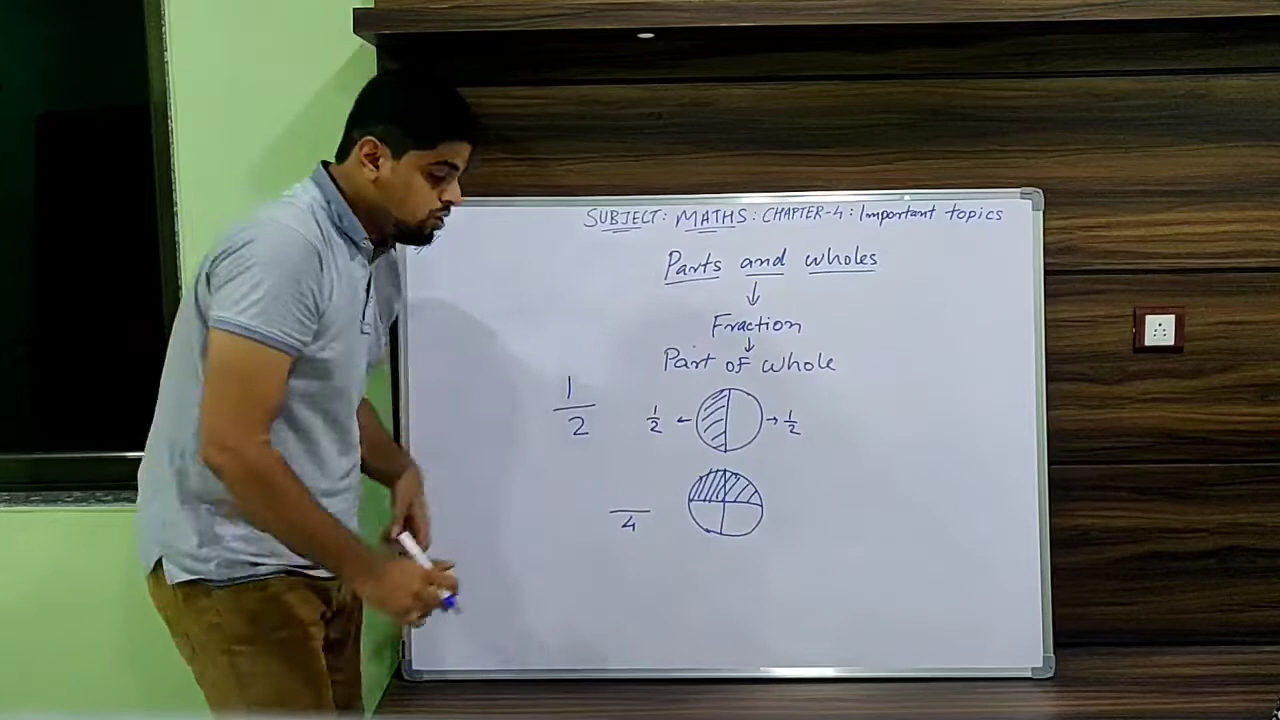 SUBJECT: MATHS: CHAPTER-4: Important topics
Parts and wholes
↓
Fraction
↓
Part of whole
1/2
1/2 ← → 1/2
/4